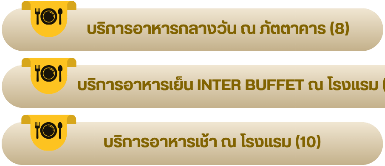 บริการอาหารกลางวัน ณ ภัตตาคาร (8)
บริการอาหารเย็น INTER BUFFET ณ โรงแรม (
บริการอาหารเช้า ณ โรงแรม (10)